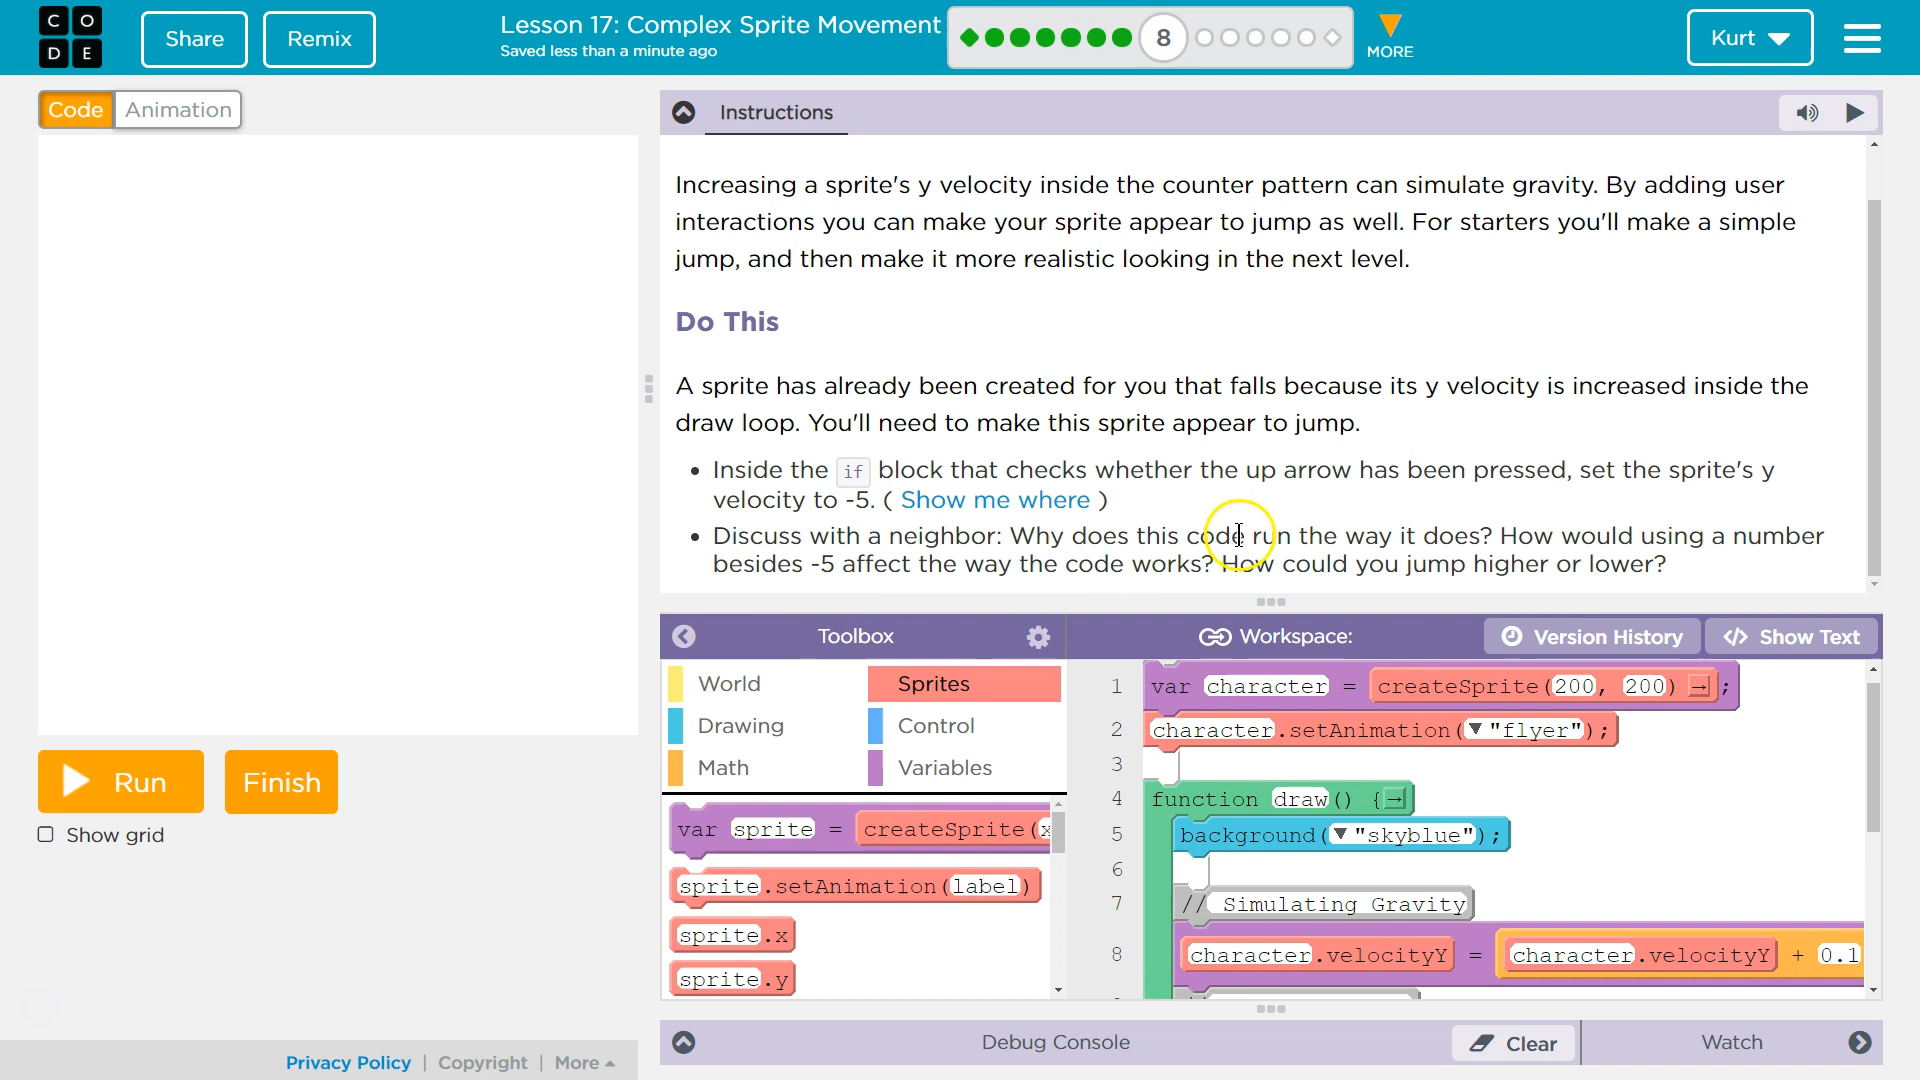 C O
D E
Share
Remix
Lesson 17: Complex Sprite Movement
Saved less than a minute ago
8
MORE
Kurt
Code
Animation
Instructions
Increasing a sprite's y velocity inside the counter pattern can simulate gravity. By adding user
interactions you can make your sprite appear to jump as well. For starters you'll make a simple
jump, and then make it more realistic looking in the next level.
Do This
A sprite has already been created for you that falls because its y velocity is increased inside the
draw loop. You'll need to make this sprite appear to jump.
Inside the if block that checks whether the up arrow has been pressed, set the sprite's y
velocity to -5. ( Show me where )
Discuss with a neighbor: Why does this code run the way it does? How would using a number
besides -5 affect the way the code works? How could you jump higher or lower?
Run
Finish
Show grid
Toolbox
World
Sprites
Drawing
Control
Math
Variables
var sprite = createSprite(x
sprite.setAnimation(label)
sprite.x
sprite.y
Workspace:
Version History
</> Show Text
1 var character = createSprite(200, 200);
2 character.setAnimation("flyer");
3
4 function draw() {
5 background("skyblue");
6
7 // Simulating Gravity
8 character.velocityY = character.velocityY + 0.1
Debug Console
Clear
Watch
Privacy Policy | Copyright | More